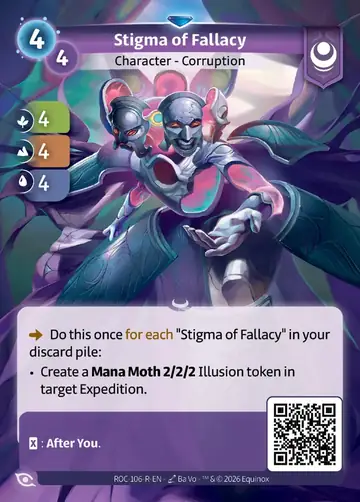 4
4
Stigma of Fallacy
Character - Corruption
4
4
4
Do this once for each "Stigma of Fallacy" in your
discard pile:
• Create a Mana Moth 2/2/2 Illusion token in
target Expedition.
X : After You.
ROC-106-R-EN - Ba Vo - ™ & © 2026 Equinox